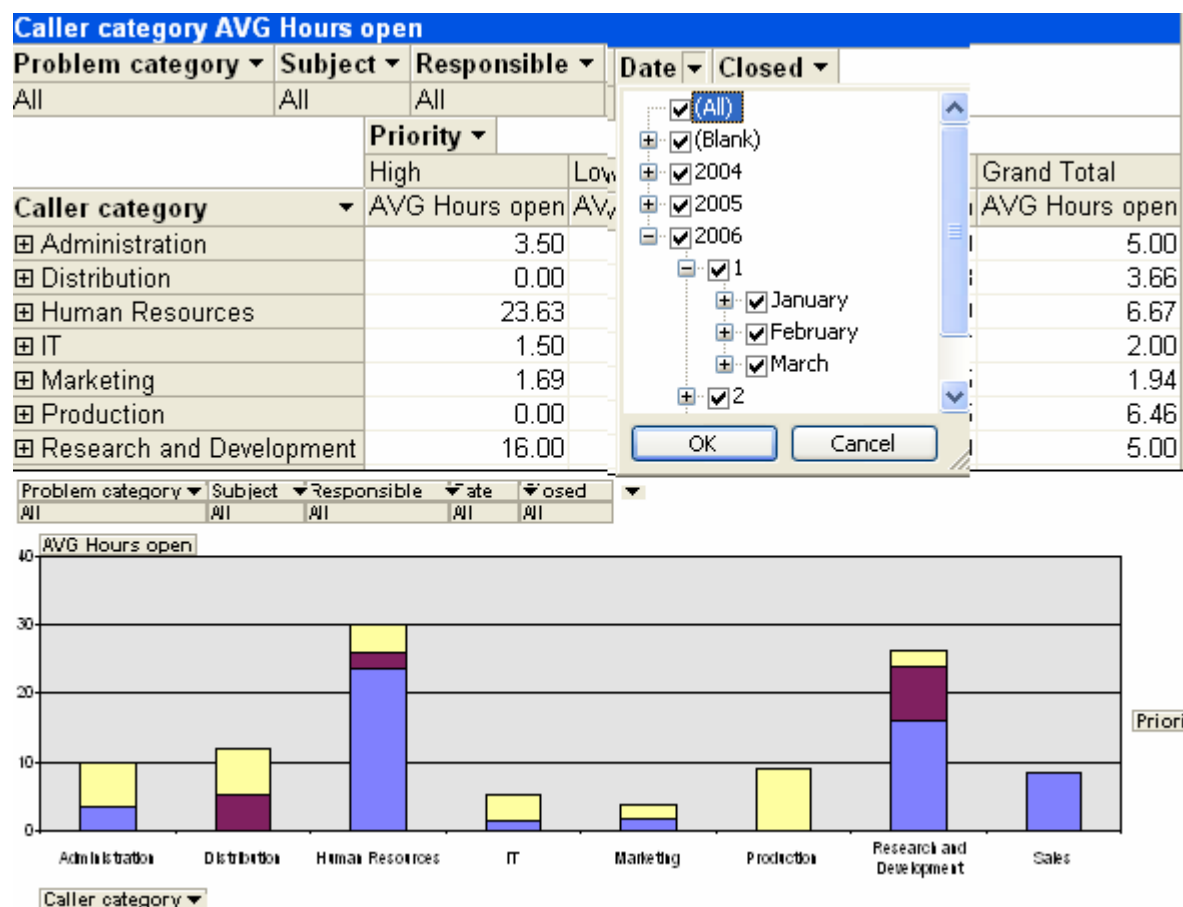 Caller category AVG Hours open
Problem category Subject Responsible Date Closed
All All All
(All)
(Blank)
2004
2005
2006
1
January
February
March
2
OK Cancel
Priority
High Low Grand Total
Caller category AVG Hours open AV AVG Hours open
Administration 3.50 5.00
Distribution 0.00 3.66
Human Resources 23.63 6.67
IT 1.50 2.00
Marketing 1.69 1.94
Production 0.00 6.46
Research and Development 16.00 5.00
Problem category Subject Responsible ate osed
All All All All All
AVG Hours open
40
30
20
10
0
Priori
Administration Distribution Human Resources IT Marketing Production Research and Development Sales
Caller category